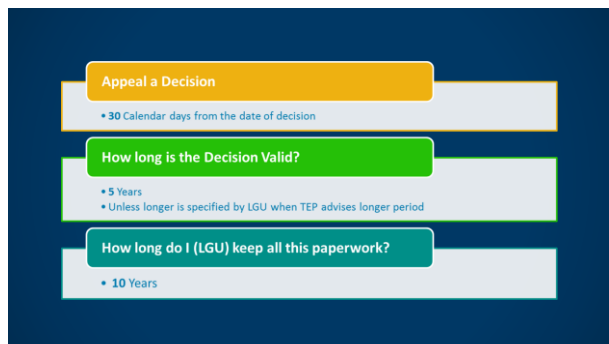 Appeal a Decision
• 30 Calendar days from the date of decision
How long is the Decision Valid?
• 5 Years
• Unless longer is specified by LGU when TEP advises longer period
How long do I (LGU) keep all this paperwork?
• 10 Years